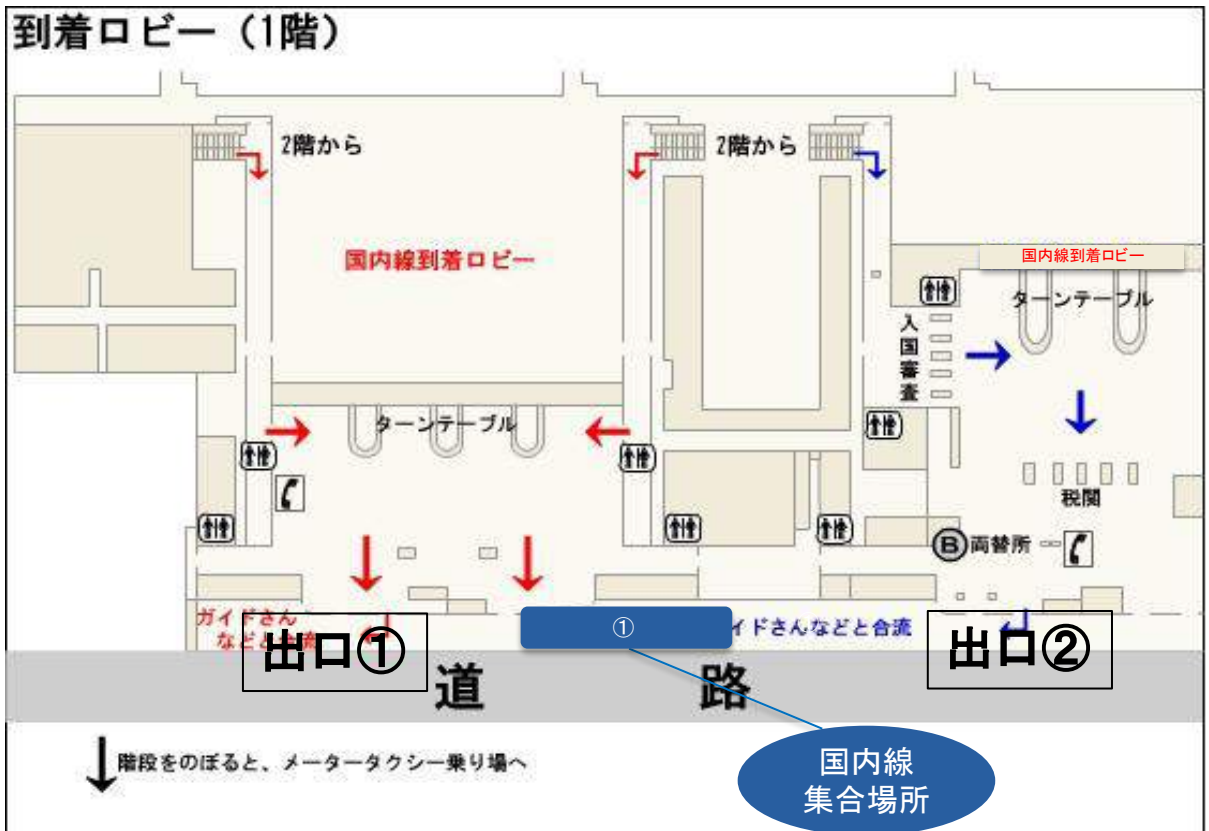 到着ロビー（1階）
2階から
2階から
国内線到着ロビー
国内線到着ロビー
ターンテーブル
入国審査
ターンテーブル
税関
B 両替所
ガイドさん
などと合流
①
イドさんなどと合流
出口①
出口②
道路
階段をのぼると、メータータクシー乗り場へ
国内線
集合場所